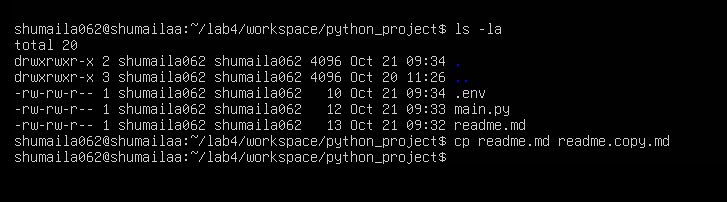 shumaila062@shumailaa:~/lab4/workspace/python_project$ ls -la
total 20
drwxrwxr-x 2 shumaila062 shumaila062 4096 Oct 21 09:34 .
drwxrwxr-x 3 shumaila062 shumaila062 4096 Oct 20 11:26 ..
-rw-rw-r-- 1 shumaila062 shumaila062   10 Oct 21 09:34 .env
-rw-rw-r-- 1 shumaila062 shumaila062   12 Oct 21 09:33 main.py
-rw-rw-r-- 1 shumaila062 shumaila062   13 Oct 21 09:32 readme.md
shumaila062@shumailaa:~/lab4/workspace/python_project$ cp readme.md readme.copy.md
shumaila062@shumailaa:~/lab4/workspace/python_project$